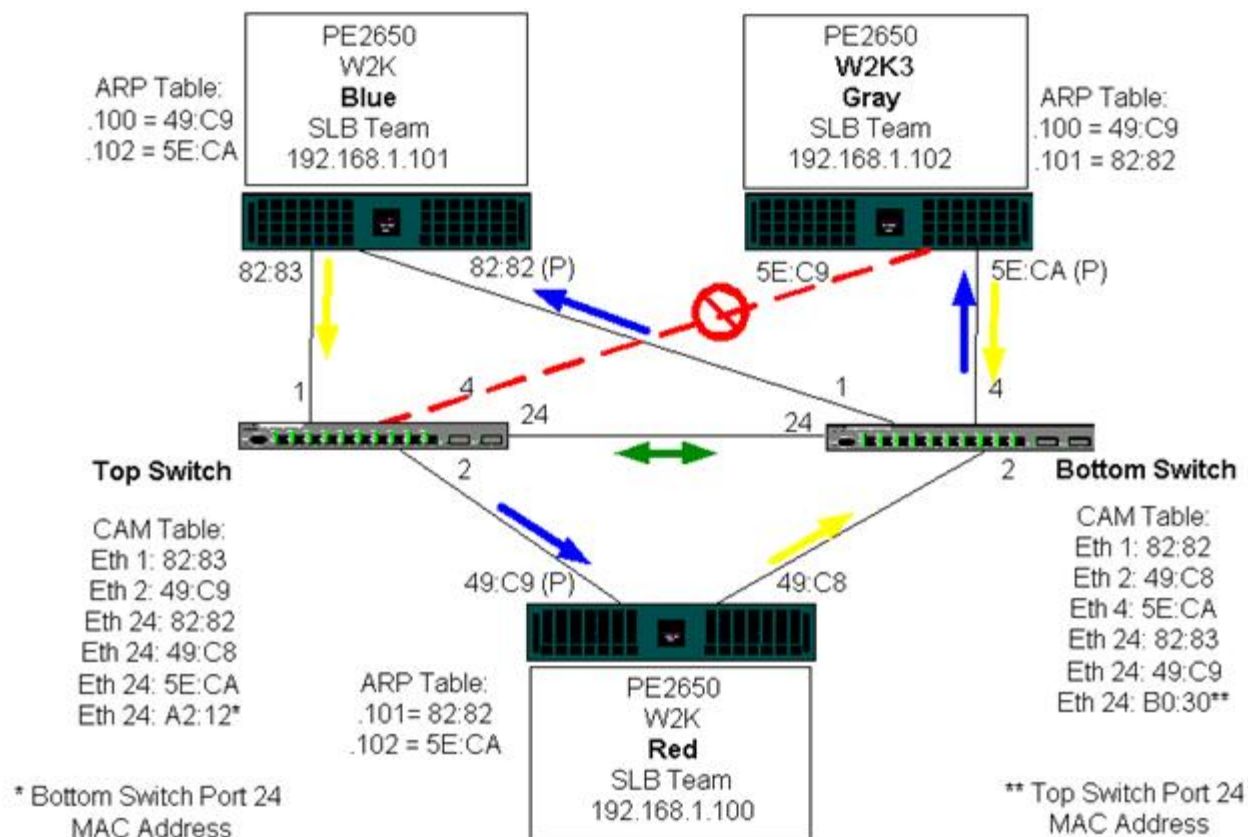 PE2650
W2K
Blue
SLB Team
192.168.1.101
PE2650
W2K3
Gray
SLB Team
192.168.1.102
ARP Table:
.100 = 49:C9
.102 = 5E:CA
ARP Table:
.100 = 49:C9
.101 = 82:82
82:83
82:82 (P)
5E:C9
5E:CA (P)
1
4
1
4
24
24
2
2
Top Switch
Bottom Switch
CAM Table:
Eth 1: 82:83
Eth 2: 49:C9
Eth 24: 82:82
Eth 24: 49:C8
Eth 24: 5E:CA
Eth 24: A2:12*
CAM Table:
Eth 1: 82:82
Eth 2: 49:C8
Eth 4: 5E:CA
Eth 24: 82:83
Eth 24: 49:C9
Eth 24: B0:30**
49:C9 (P)
49:C8
ARP Table:
.101= 82:82
.102 = 5E:CA
PE2650
W2K
Red
SLB Team
192.168.1.100
* Bottom Switch Port 24
MAC Address
** Top Switch Port 24
MAC Address